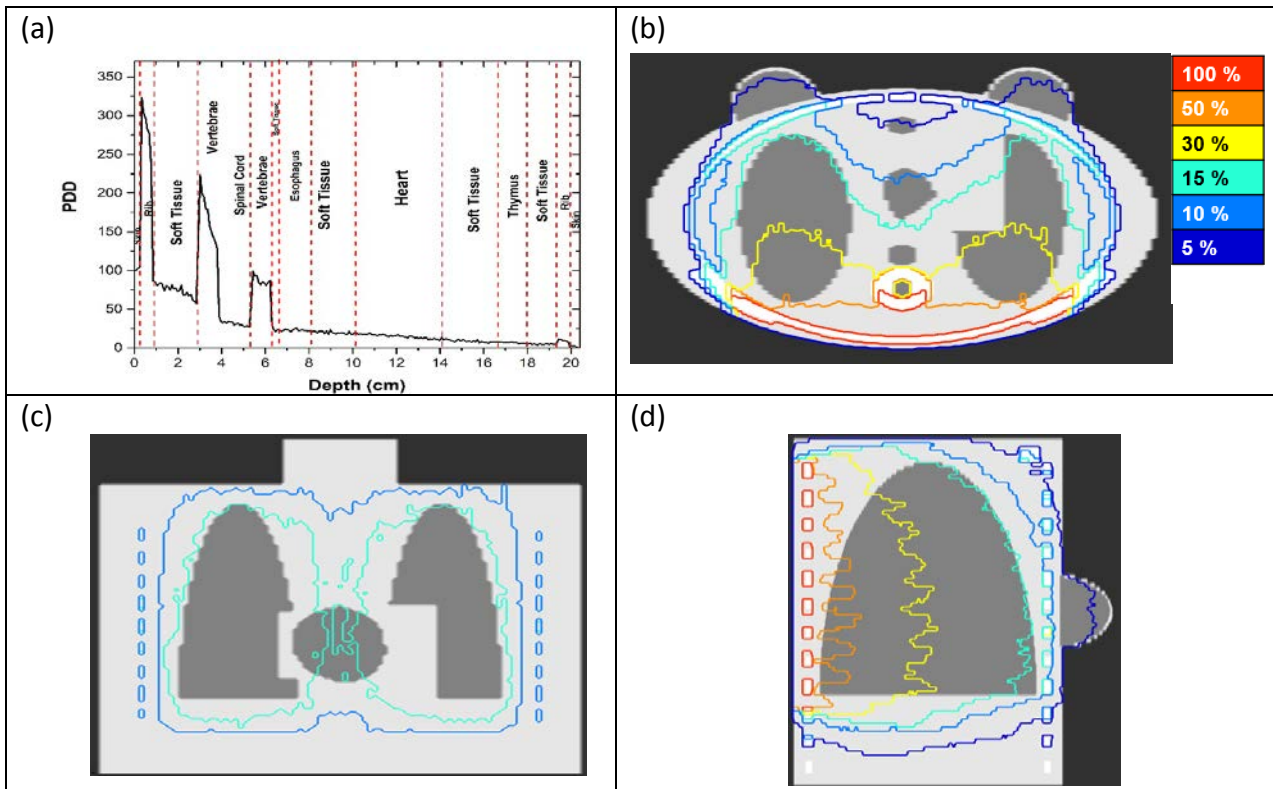 (a)
350
300
250
200
150
100
50
0
PDD
Skin
Rib
Soft Tissue
Vertebrae
Spinal Cord
Vertebrae
Esophagus
Soft Tissue
Heart
Soft Tissue
Thymus
Soft Tissue
Rib
Skin
0 2 4 6 8 10 12 14 16 18 20
Depth (cm)
(b)
100 %
50 %
30 %
15 %
10 %
5 %
(c)
(d)